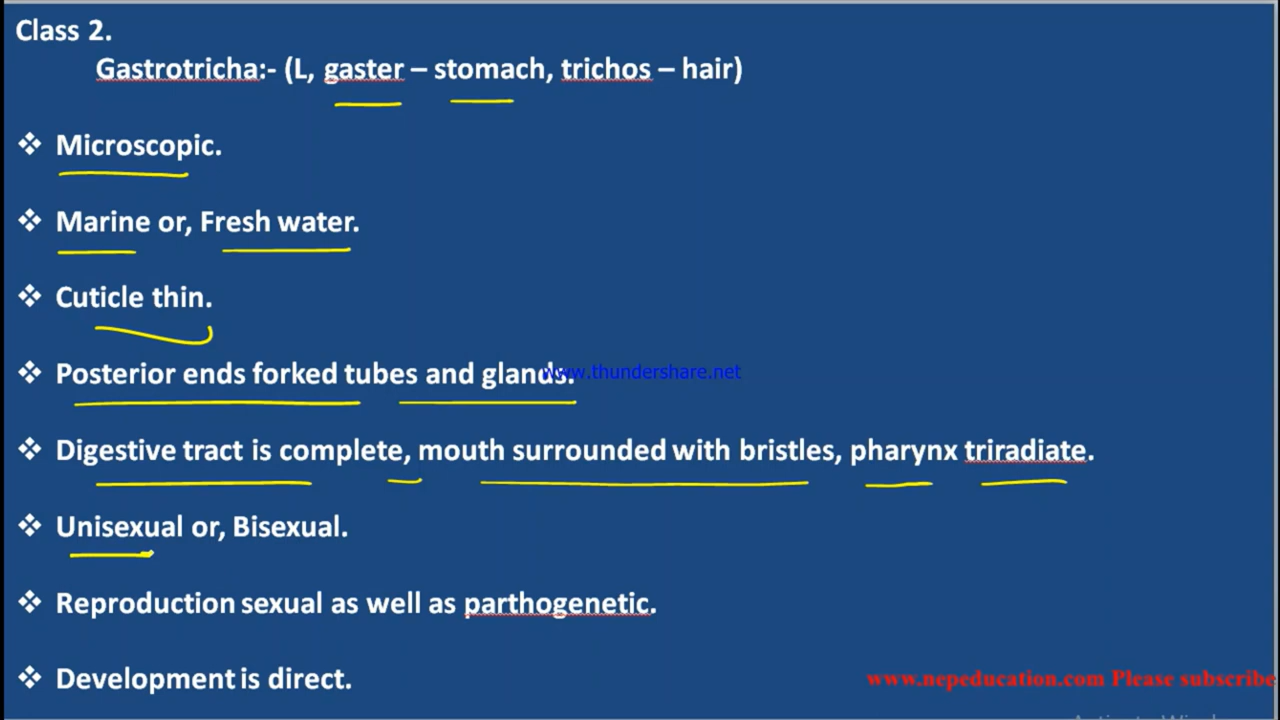 Class 2.
Gastrotricha:- (L, gaster – stomach, trichos – hair)
❖ Microscopic.
❖ Marine or, Fresh water.
❖ Cuticle thin.
❖ Posterior ends forked tubes and glands.
www.thundershare.net
❖ Digestive tract is complete, mouth surrounded with bristles, pharynx triradiate.
❖ Unisexual or, Bisexual.
❖ Reproduction sexual as well as parthogenetic.
❖ Development is direct.
www.nepeducation.com Please subscribe